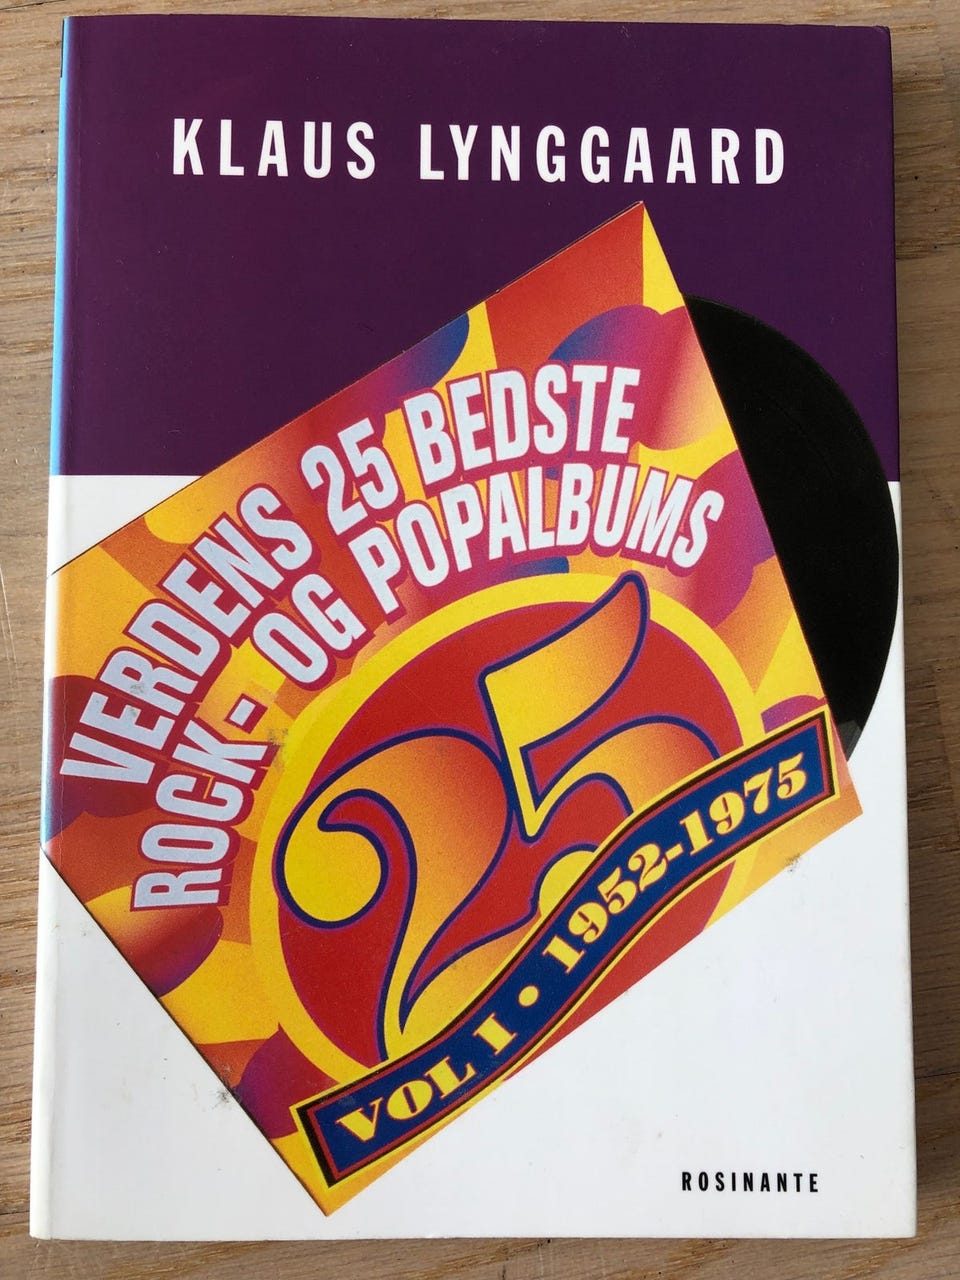 KLAUS LYNGGAARD
VERDENS 25 BEDSTE
ROCK- OG POPALBUMS
25
VOL I • 1952-1975
ROSINANTE